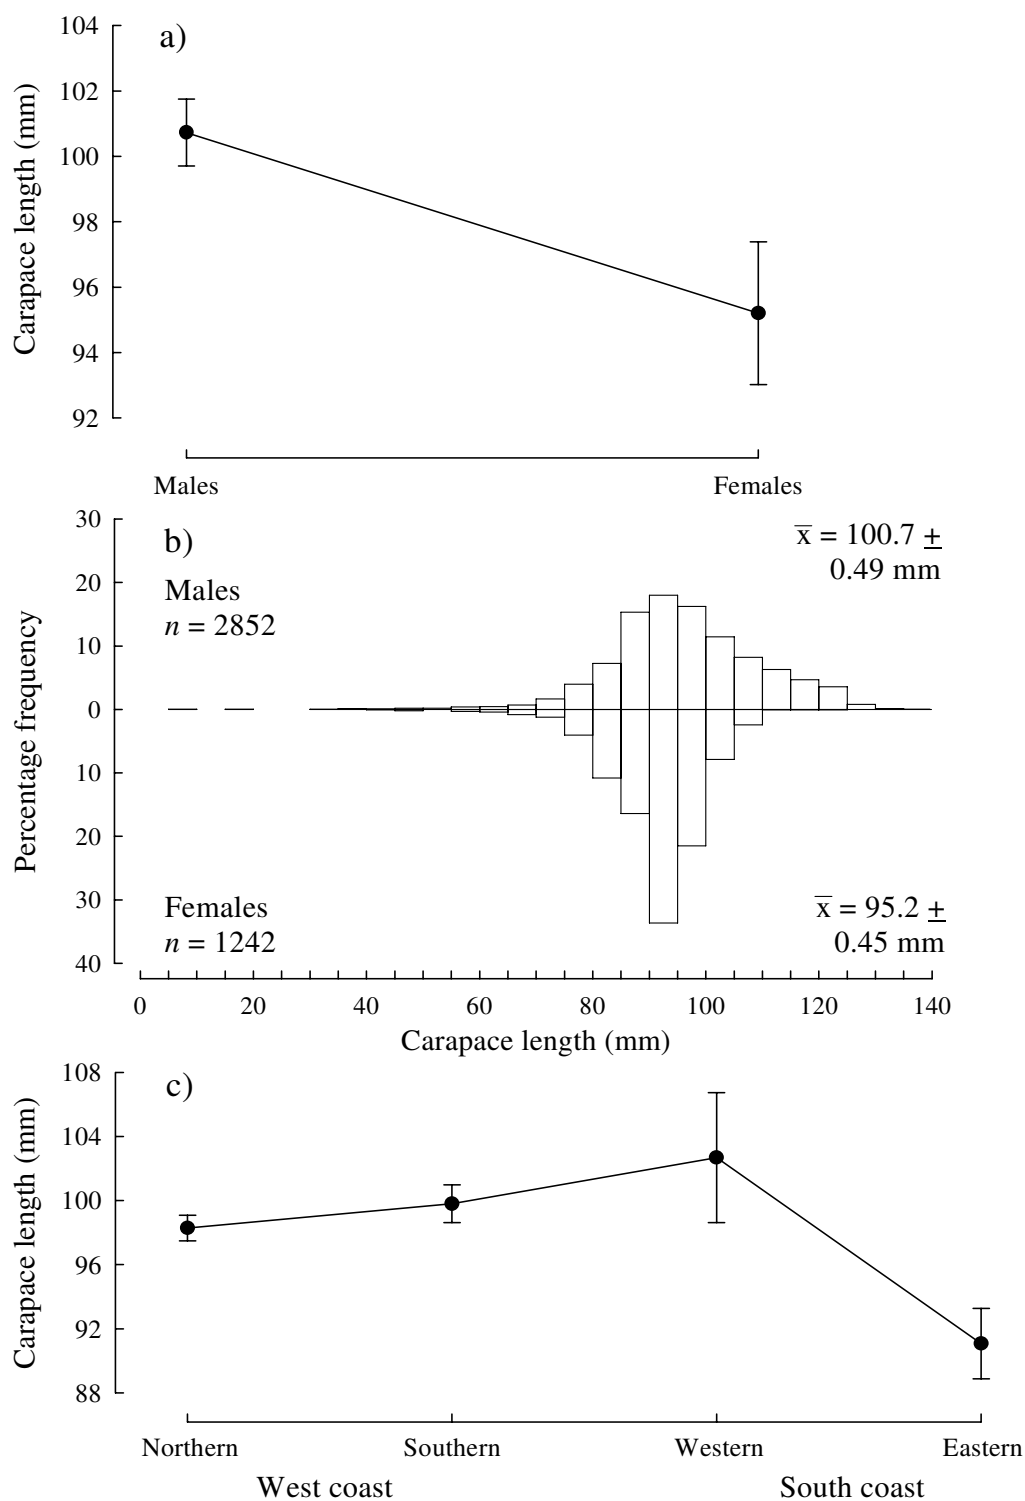 a)
Carapace length (mm)
104
102
100
98
96
94
92
Males Females
b)
Percentage frequency
30
20
10
0
10
20
30
40
Males
n = 2852
x̅ = 100.7 ±
0.49 mm
Females
n = 1242
x̅ = 95.2 ±
0.45 mm
0 20 40 60 80 100 120 140
Carapace length (mm)
c)
Carapace length (mm)
108
104
100
96
92
88
Northern Southern Western Eastern
West coast South coast